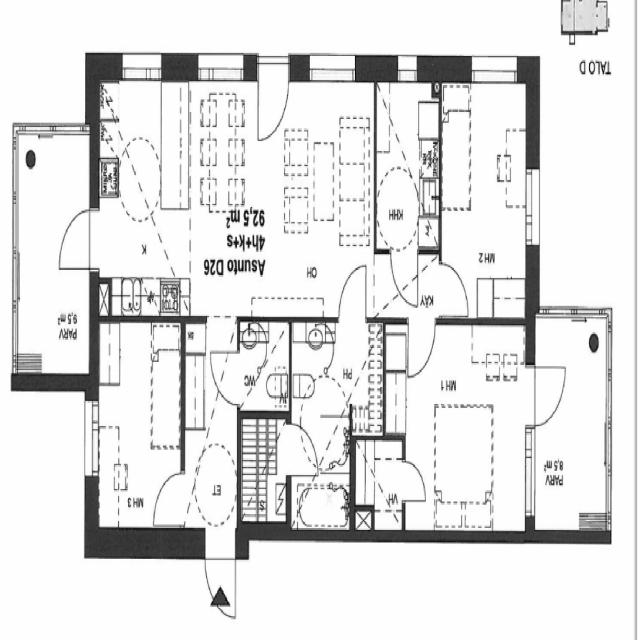 TALO D
KHH
MH 2
K
Asunto D26
4h+k+s
92,5 m²
OH
PARV
9,5 m²
KÄY
WC
PH
MH 1
PARV
8,5 m²
MH 3
ET
S
VH